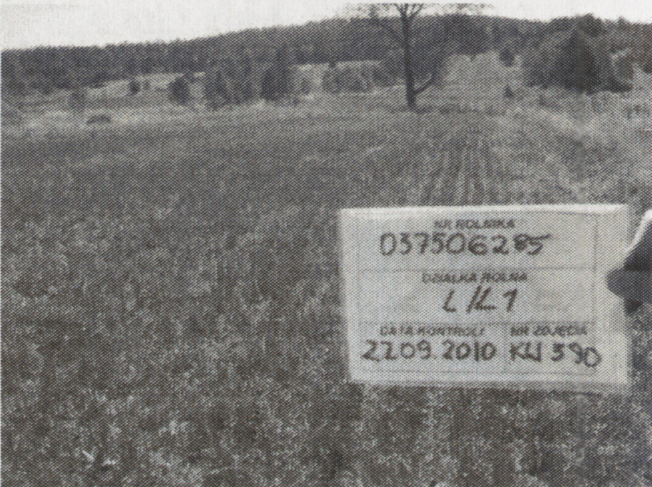 NR ROLNIKA
037506285
DZIAŁKA ROLNA
L/L1
DATA KONTROLI NR ZDJĘCIA
22.09.2010 KW 390